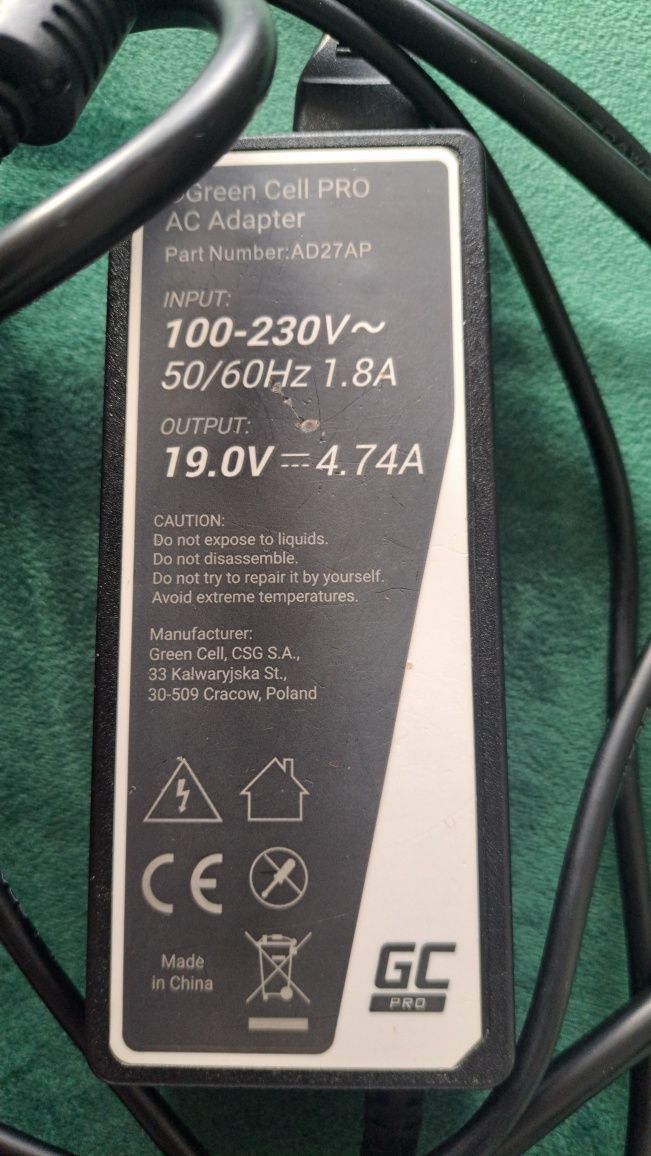 Green Cell PRO
AC Adapter
Part Number:AD27AP
INPUT:
100-230V~
50/60Hz 1.8A
OUTPUT:
19.0V⎓4.74A
CAUTION:
Do not expose to liquids.
Do not disassemble.
Do not try to repair it by yourself.
Avoid extreme temperatures.
Manufacturer:
Green Cell, CSG S.A.,
33 Kalwaryjska St.,
30-509 Cracow, Poland
CE
Made
in China
GC
PRO